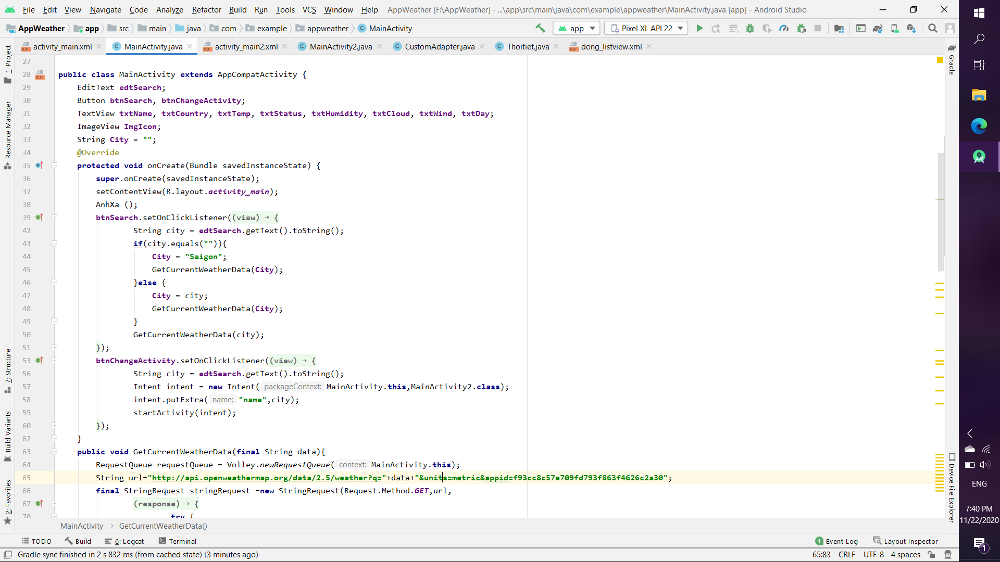 File Edit View Navigate Code Analyze Refactor Build Run Tools VCS Window Help AppWeather [F:\AppWeather] - ...\app\src\main\java\com\example\appweather\MainActivity.java [app] - Android Studio
AppWeather app src main java com example appweather MainActivity app Pixel XL API 22
activity_main.xml MainActivity.java activity_main2.xml MainActivity2.java CustomAdapter.java Thoitiet.java dong_listview.xml
1: Project
Resource Manager
7: Structure
Build Variants
2: Favorites
27
28 public class MainActivity extends AppCompatActivity {
29 EditText edtSearch;
30 Button btnSearch, btnChangeActivity;
31 TextView txtName, txtCountry, txtTemp, txtStatus, txtHumidity, txtCloud, txtWind, txtDay;
32 ImageView ImgIcon;
33 String City = "";
34 @Override
35 protected void onCreate(Bundle savedInstanceState) {
36 super.onCreate(savedInstanceState);
37 setContentView(R.layout.activity_main);
38 AnhXa ();
39 btnSearch.setOnClickListener((view) → {
42 String city = edtSearch.getText().toString();
43 if(city.equals("")){
44 City = "Saigon";
45 GetCurrentWeatherData(City);
46 }else {
47 City = city;
48 GetCurrentWeatherData(City);
49 }
50 GetCurrentWeatherData(city);
51 });
53 btnChangeActivity.setOnClickListener((view) → {
56 String city = edtSearch.getText().toString();
57 Intent intent = new Intent( packageContext: MainActivity.this,MainActivity2.class);
58 intent.putExtra( name: "name",city);
59 startActivity(intent);
60 });
62 }
63 public void GetCurrentWeatherData(final String data){
64 RequestQueue requestQueue = Volley.newRequestQueue( context: MainActivity.this);
65 String url="http://api.openweathermap.org/data/2.5/weather?q="+data+"&units=metric&appid=f93cc8c57e709fd793f863f4626c2a30";
66 final StringRequest stringRequest =new StringRequest(Request.Method.GET,url,
67 (response) → {
70 try {
MainActivity › GetCurrentWeatherData()
TODO Build 6: Logcat Terminal 1 Event Log Layout Inspector
Gradle sync finished in 2 s 832 ms (from cached state) (3 minutes ago) 65:83 CRLF UTF-8 4 spaces
Gradle
Device File Explorer
ENG
7:40 PM
11/22/2020
1